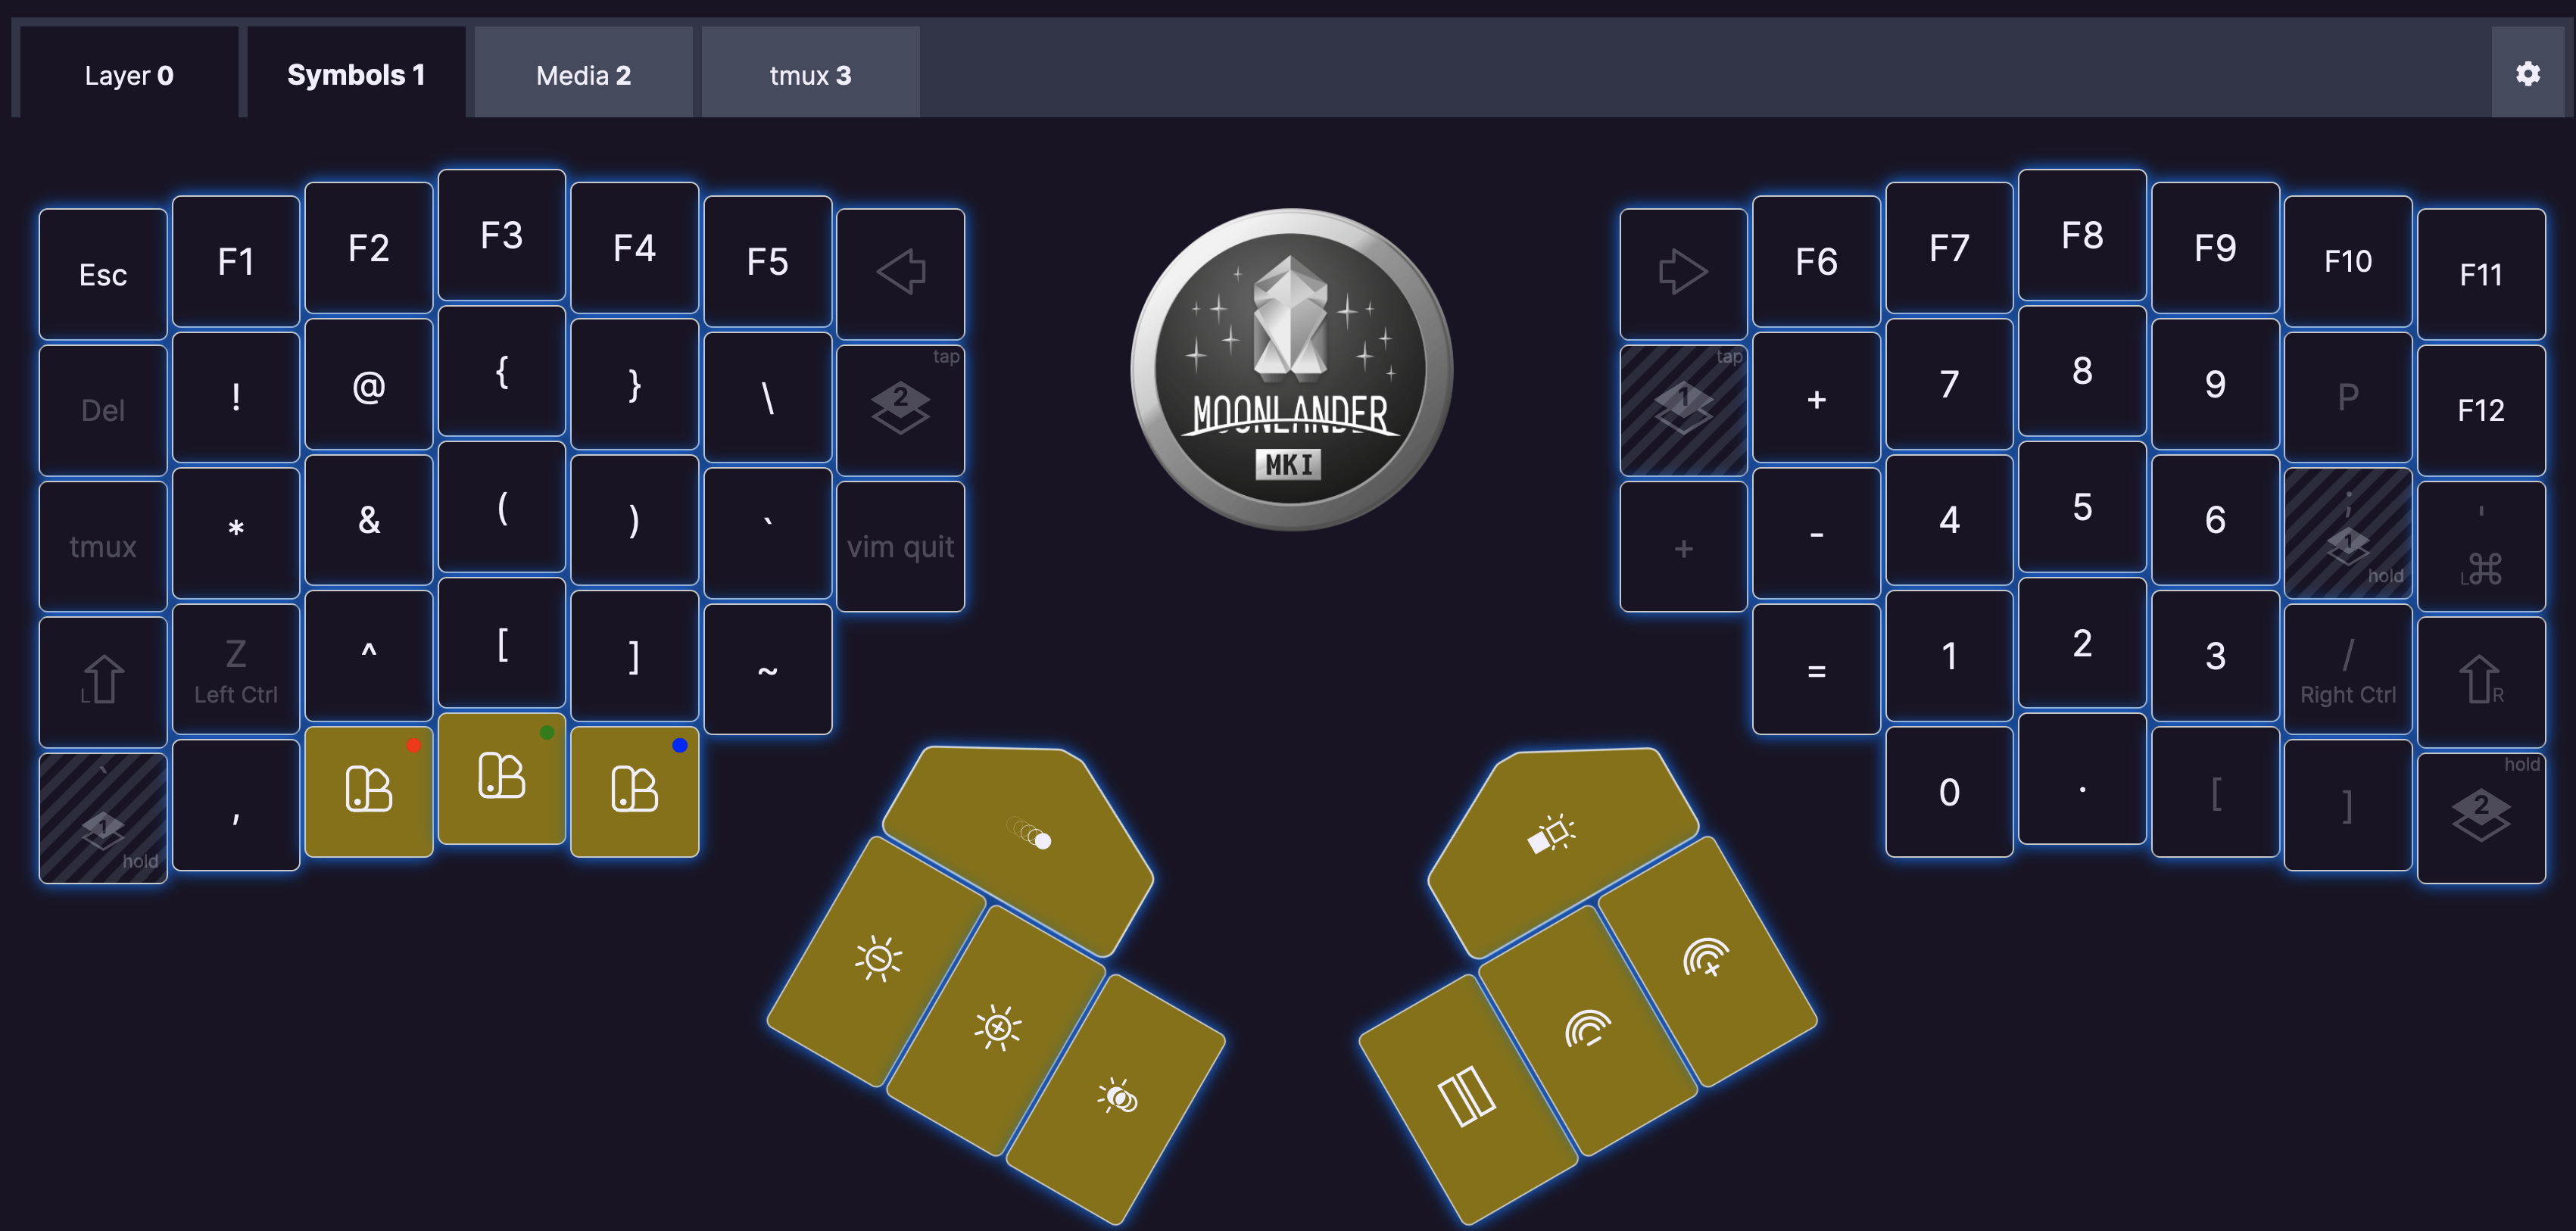 Layer 0 Symbols 1 Media 2 tmux 3
Esc F1 F2 F3 F4 F5 F6 F7 F8 F9 F10 F11
Del ! @ { } \ tap 2 tap 1 + 7 8 9 P F12
tmux * & ( ) ` vim quit + - 4 5 6 ; 1 hold ' L ⌘
L Z Left Ctrl ^ [ ] ~ = 1 2 3 / Right Ctrl R
` 1 hold , 0 . [ ] hold 2
MOONLANDER
MKI